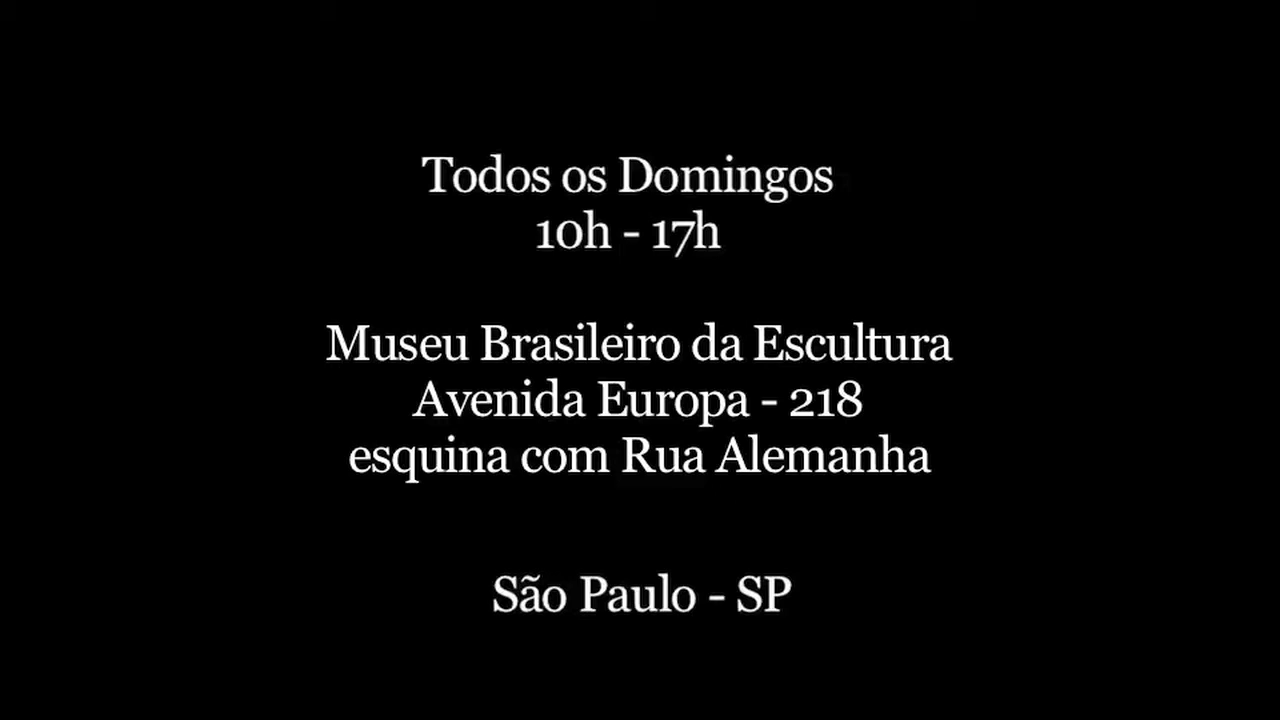 Todos os Domingos
10h - 17h
Museu Brasileiro da Escultura
Avenida Europa - 218
esquina com Rua Alemanha
São Paulo - SP